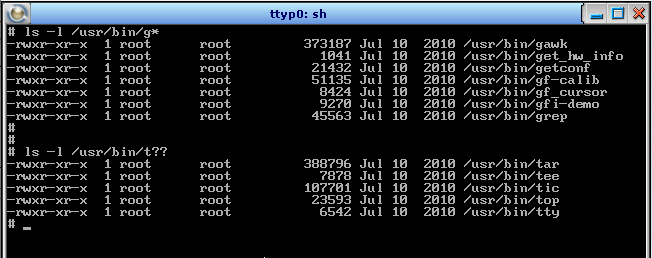 ttyp0: sh
# ls -l /usr/bin/g*
-rwxr-xr-x 1 root root 373187 Jul 10 2010 /usr/bin/gawk
-rwxr-xr-x 1 root root 1041 Jul 10 2010 /usr/bin/get_hw_info
-rwxr-xr-x 1 root root 21432 Jul 10 2010 /usr/bin/getconf
-rwxr-xr-x 1 root root 51135 Jul 10 2010 /usr/bin/gf-calib
-rwxr-xr-x 1 root root 8424 Jul 10 2010 /usr/bin/gf_cursor
-rwxr-xr-x 1 root root 9270 Jul 10 2010 /usr/bin/gfi-demo
-rwxr-xr-x 1 root root 45563 Jul 10 2010 /usr/bin/grep
#
#
# ls -l /usr/bin/t??
-rwxr-xr-x 1 root root 388796 Jul 10 2010 /usr/bin/tar
-rwxr-xr-x 1 root root 7878 Jul 10 2010 /usr/bin/tee
-rwxr-xr-x 1 root root 107701 Jul 10 2010 /usr/bin/tic
-rwxr-xr-x 1 root root 23593 Jul 10 2010 /usr/bin/top
-rwxr-xr-x 1 root root 6542 Jul 10 2010 /usr/bin/tty
# _